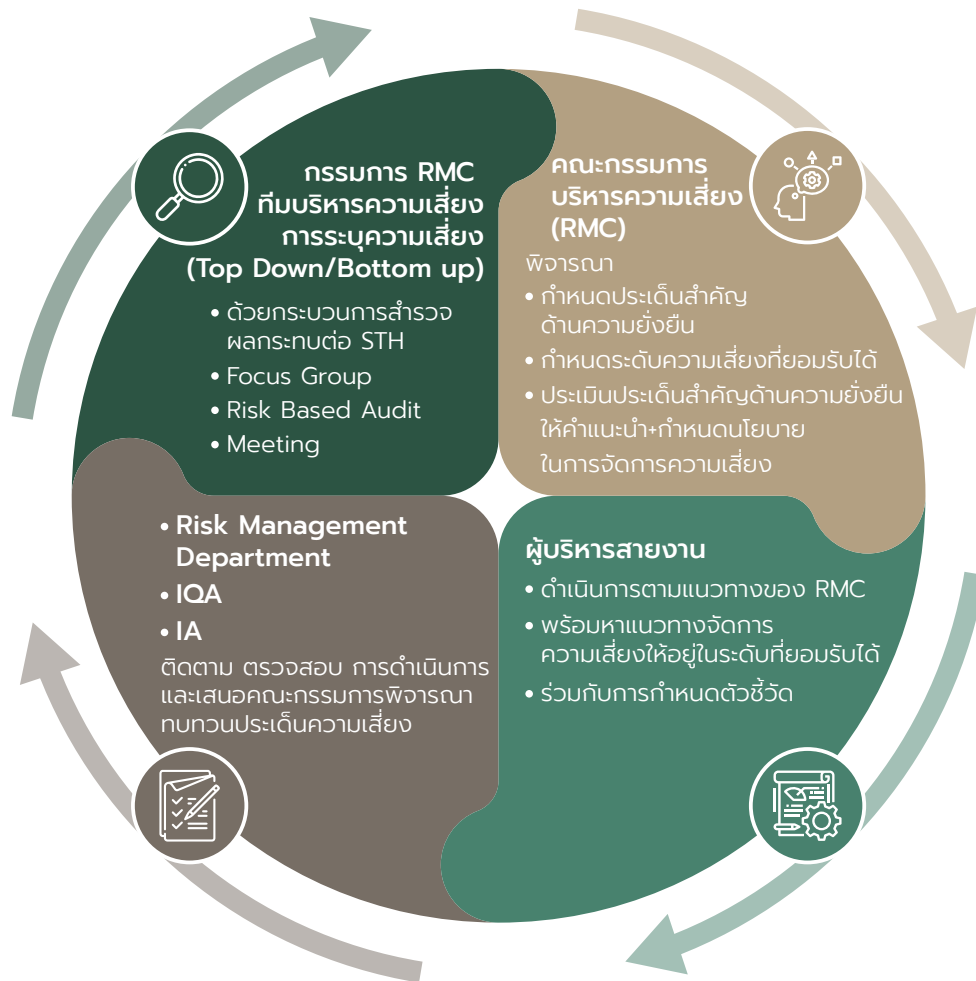 กรรมการ RMC
ทีมบริหารความเสี่ยง
การระบุความเสี่ยง
(Top Down/Bottom up)
• ด้วยกระบวนการสำรวจ
ผลกระทบต่อ STH
• Focus Group
• Risk Based Audit
• Meeting
คณะกรรมการ
บริหารความเสี่ยง
(RMC)
พิจารณา
• กำหนดประเด็นสำคัญ
ด้านความยั่งยืน
• กำหนดระดับความเสี่ยงที่ยอมรับได้
• ประเมินประเด็นสำคัญด้านความยั่งยืน
ให้คำแนะนำ+กำหนดนโยบาย
ในการจัดการความเสี่ยง
ผู้บริหารสายงาน
• ดำเนินการตามแนวทางของ RMC
• พร้อมหาแนวทางจัดการ
ความเสี่ยงให้อยู่ในระดับที่ยอมรับได้
• ร่วมกับการกำหนดตัวชี้วัด
• Risk Management
Department
• IQA
• IA
ติดตาม ตรวจสอบ การดำเนินการ
และเสนอคณะกรรมการพิจารณา
ทบทวนประเด็นความเสี่ยง